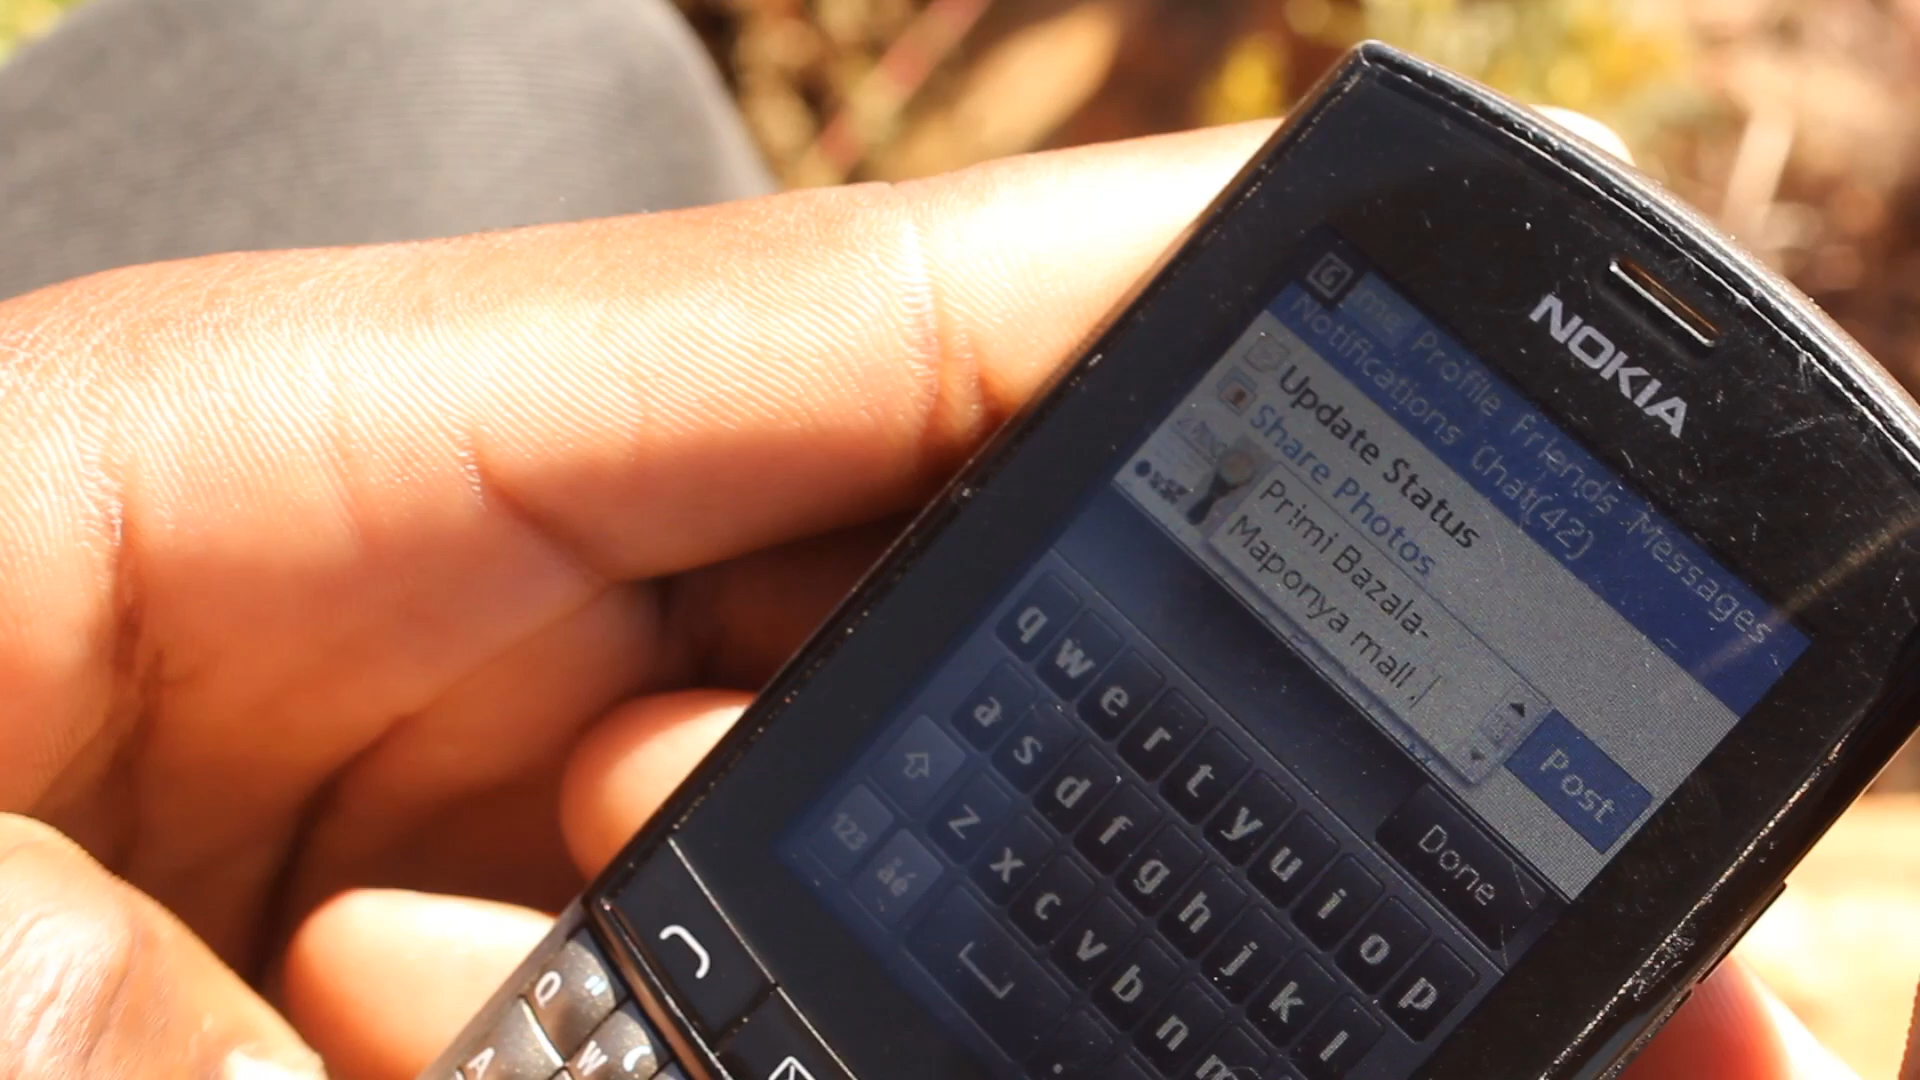 NOKIA
me Profile Friends Messages
Notifications Chat(42)
Update Status
Share Photos
Primi Bazala-
Maponya mall .
Post
Done
q w e r t y u i o p
a s d f g h j k l
z x c v b n m
123 áé .
Q "
W
A